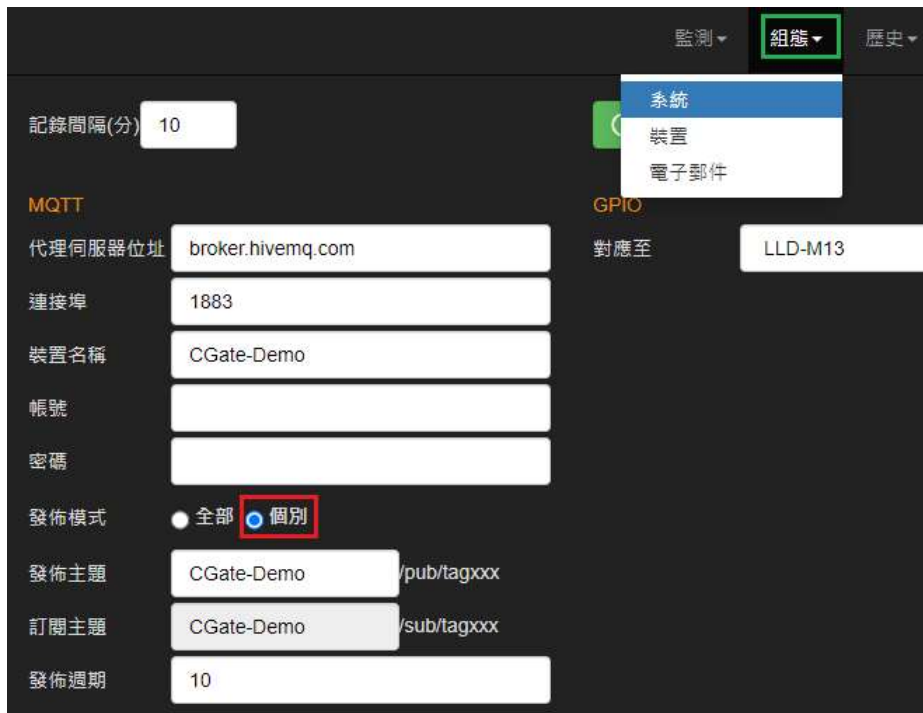 監測 組態 歷史
系統
裝置
電子郵件
記錄間隔(分) 10
MQTT
代理伺服器位址 broker.hivemq.com
連接埠 1883
裝置名稱 CGate-Demo
帳號
密碼
發佈模式 全部 個別
發佈主題 CGate-Demo /pub/tagxxx
訂閱主題 CGate-Demo /sub/tagxxx
發佈週期 10
GPIO
對應至 LLD-M13